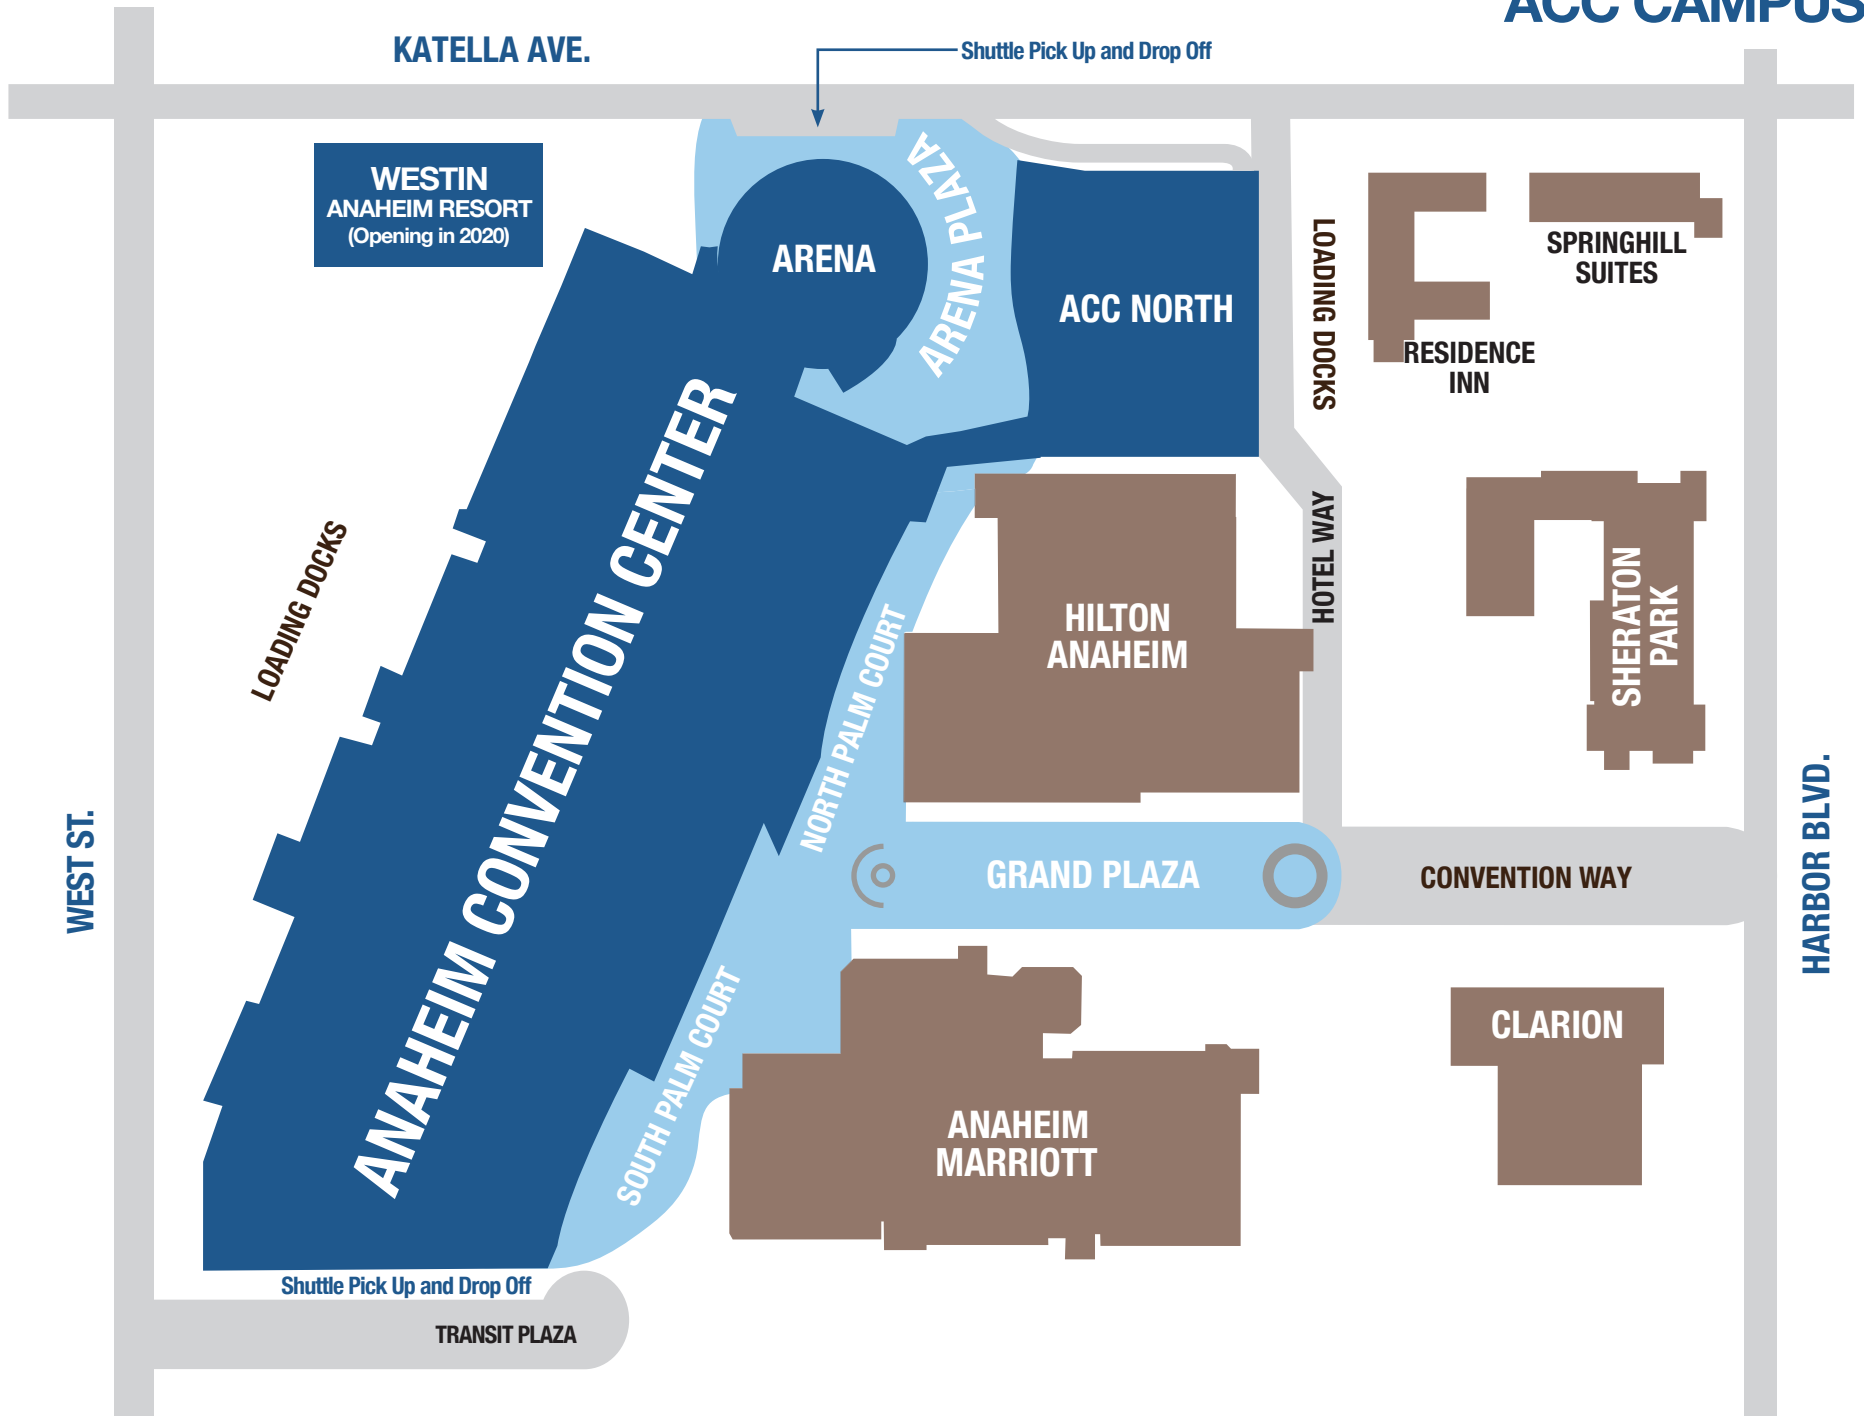 ACC CAMPUS
KATELLA AVE.
Shuttle Pick Up and Drop Off
WESTIN
ANAHEIM RESORT
(Opening in 2020)
ARENA
ARENA PLAZA
ACC NORTH
LOADING DOCKS
SPRINGHILL
SUITES
RESIDENCE
INN
ANAHEIM CONVENTION CENTER
LOADING DOCKS
HOTEL WAY
HILTON
ANAHEIM
SHERATON
PARK
NORTH PALM COURT
WEST ST.
GRAND PLAZA
CONVENTION WAY
HARBOR BLVD.
SOUTH PALM COURT
CLARION
ANAHEIM
MARRIOTT
Shuttle Pick Up and Drop Off
TRANSIT PLAZA